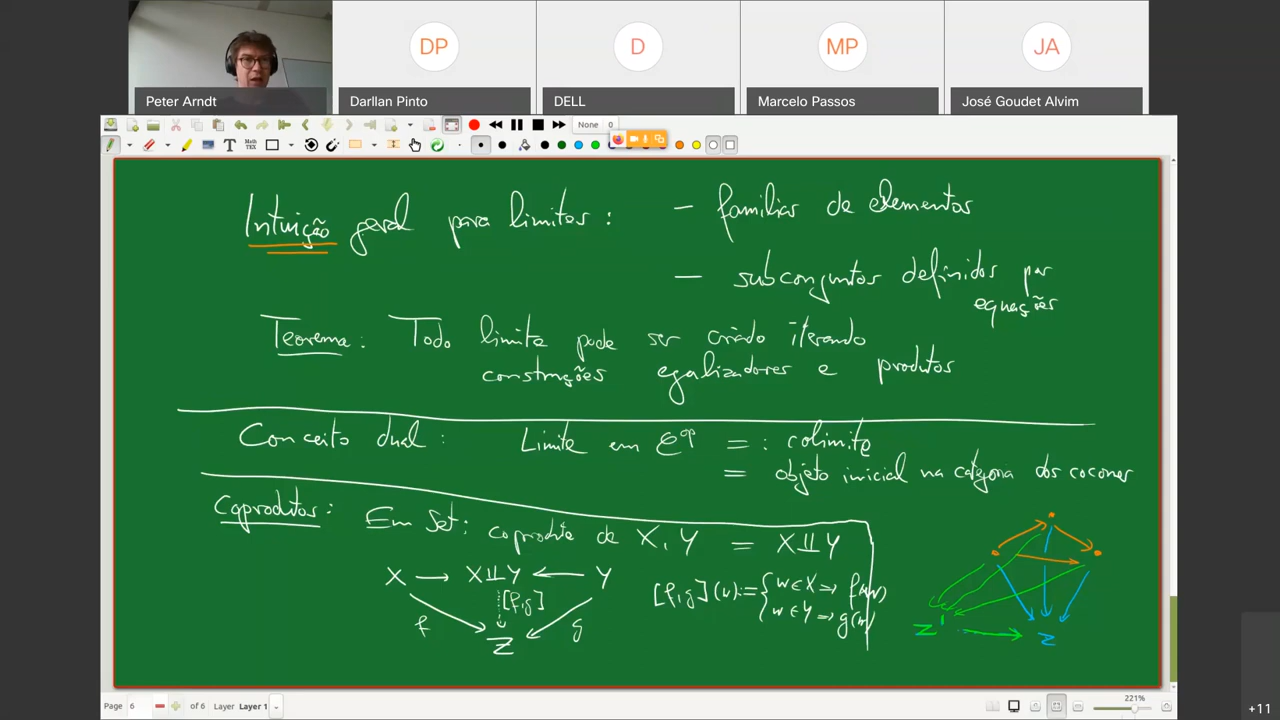 DP
D
MP
JA
Peter Arndt
Darllan Pinto
DELL
Marcelo Passos
José Goudet Alvim
None 0
T Math TEX
Intuição geral para limites :
— familias de elementos
— subconjuntos definidos por
equações
Teorema : Todo limite pode ser criado iterando
construções egalizadores e produtos
Conceito dual : Limite em C^op = : colimite
= objeto inicial na categoria dos cocones
Coprodutos : Em Set : coproduto de X, Y = X⨿Y
X → X⨿Y ← Y
[f,g]
f g
Z
[f,g](w) := { w∈X ⇒ f(w)
w∈Y ⇒ g(w)
Z' → Z
Page 6 of 6 Layer Layer 1
221%
+11